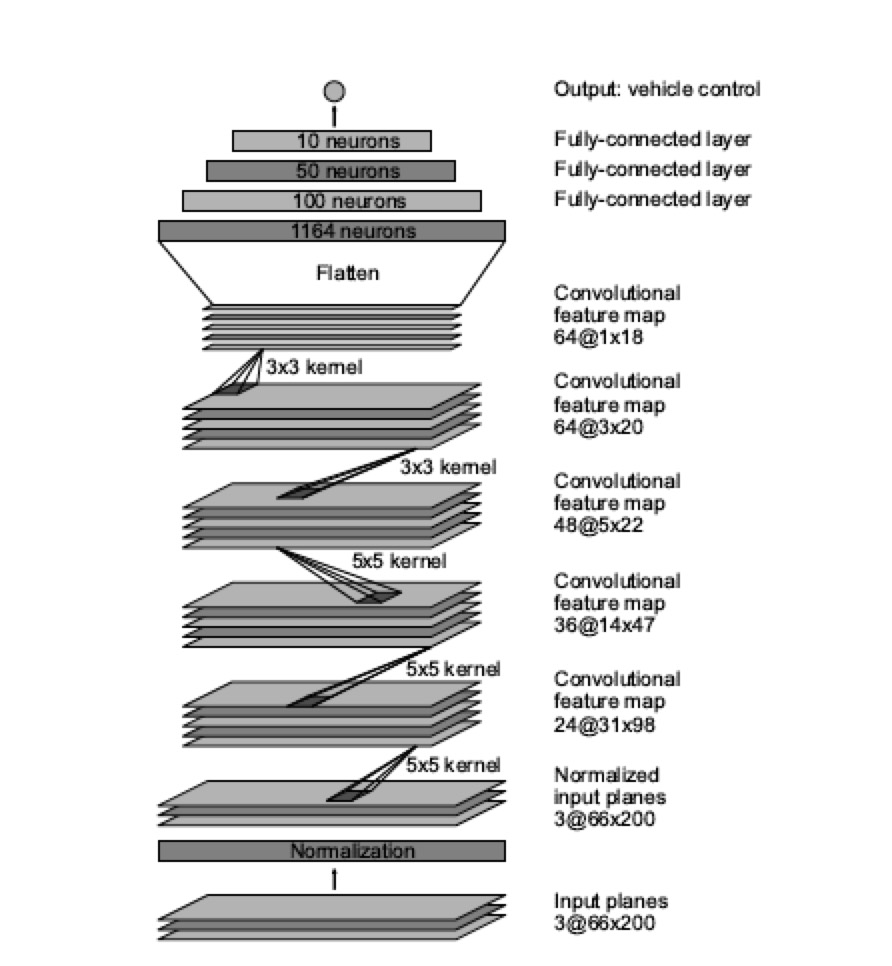 Output: vehicle control
10 neurons
Fully-connected layer
50 neurons
Fully-connected layer
100 neurons
Fully-connected layer
1164 neurons
Flatten
Convolutional
feature map
64@1x18
3x3 kernel
Convolutional
feature map
64@3x20
3x3 kernel
Convolutional
feature map
48@5x22
5x5 kernel
Convolutional
feature map
36@14x47
5x5 kernel
Convolutional
feature map
24@31x98
5x5 kernel
Normalized
input planes
3@66x200
Normalization
Input planes
3@66x200